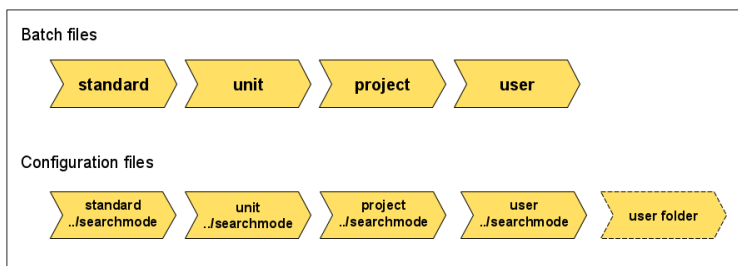 Batch files
standard
unit
project
user
Configuration files
standard
../searchmode
unit
../searchmode
project
../searchmode
user
../searchmode
user folder